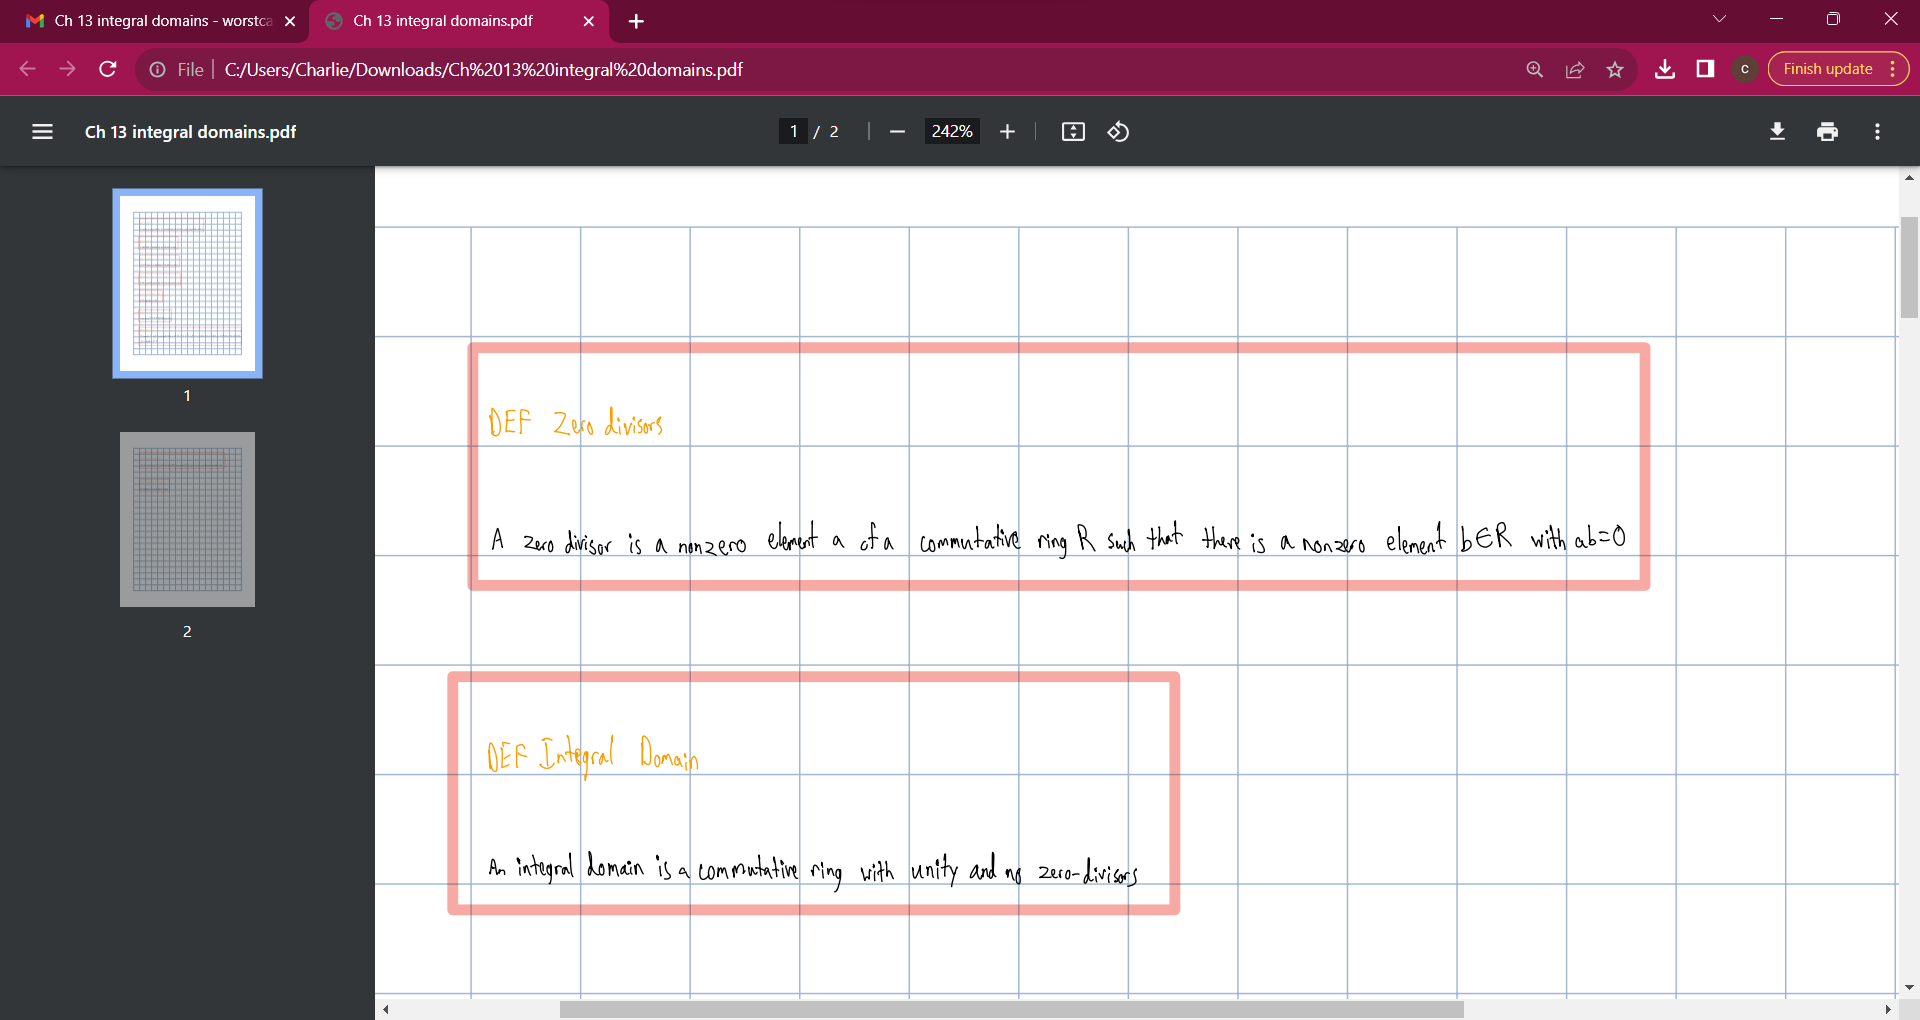 Ch 13 integral domains - worstca
Ch 13 integral domains.pdf
File
C:/Users/Charlie/Downloads/Ch%2013%20integral%20domains.pdf
C
Finish update
Ch 13 integral domains.pdf
1 / 2
242%
1
2
DEF Zero divisors
A zero divisor is a nonzero element a of a commutative ring R such that there is a nonzero element b∈R with ab=0
DEF Integral Domain
An integral domain is a commutative ring with unity and no zero-divisors